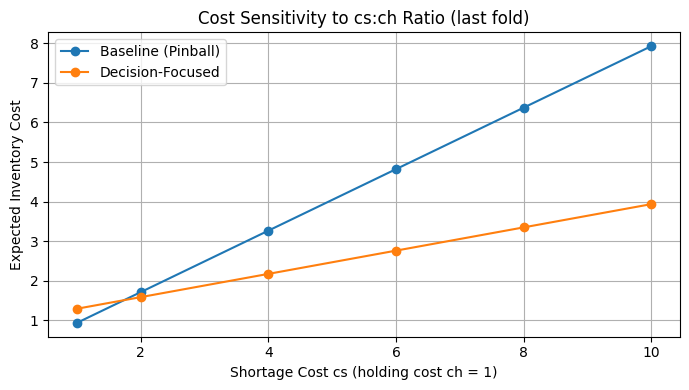 Cost Sensitivity to cs:ch Ratio (last fold)
Baseline (Pinball)
Decision-Focused
Expected Inventory Cost
8
7
6
5
4
3
2
1
2 4 6 8 10
Shortage Cost cs (holding cost ch = 1)